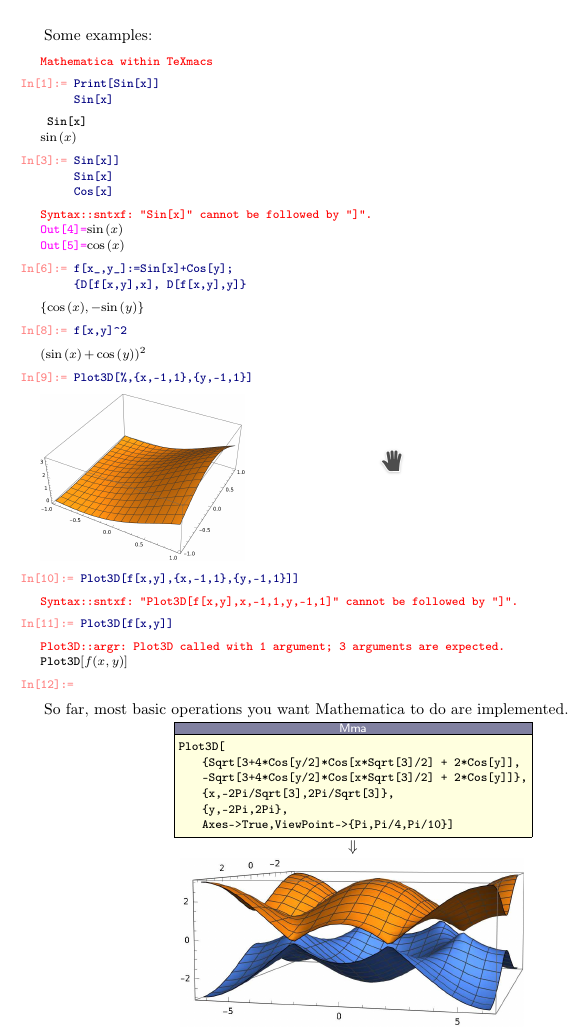 Some examples:
Mathematica within TeXmacs
In[1]:= Print[Sin[x]]
Sin[x]
Sin[x]
sin (x)
In[3]:= Sin[x]]
Sin[x]
Cos[x]
Syntax::sntxf: "Sin[x]" cannot be followed by "]".
Out[4]=sin (x)
Out[5]=cos (x)
In[6]:= f[x_,y_]:=Sin[x]+Cos[y];
{D[f[x,y],x], D[f[x,y],y]}
{cos (x), −sin (y)}
In[8]:= f[x,y]^2
(sin (x) + cos (y))²
In[9]:= Plot3D[%,{x,-1,1},{y,-1,1}]
3
2
1
0
-1.0
-0.5
0.0
0.5
1.0
-1.0
-0.5
0.0
0.5
1.0
In[10]:= Plot3D[f[x,y],{x,-1,1},{y,-1,1}]]
Syntax::sntxf: "Plot3D[f[x,y],x,-1,1,y,-1,1]" cannot be followed by "]".
In[11]:= Plot3D[f[x,y]]
Plot3D::argr: Plot3D called with 1 argument; 3 arguments are expected.
Plot3D[f(x, y)]
In[12]:=
So far, most basic operations you want Mathematica to do are implemented.
Mma
Plot3D[
{Sqrt[3+4*Cos[y/2]*Cos[x*Sqrt[3]/2] + 2*Cos[y]],
-Sqrt[3+4*Cos[y/2]*Cos[x*Sqrt[3]/2] + 2*Cos[y]]},
{x,-2Pi/Sqrt[3],2Pi/Sqrt[3]},
{y,-2Pi,2Pi},
Axes->True,ViewPoint->{Pi,Pi/4,Pi/10}]
⇓
2 0 −2
2
0
−2
−5 0 5